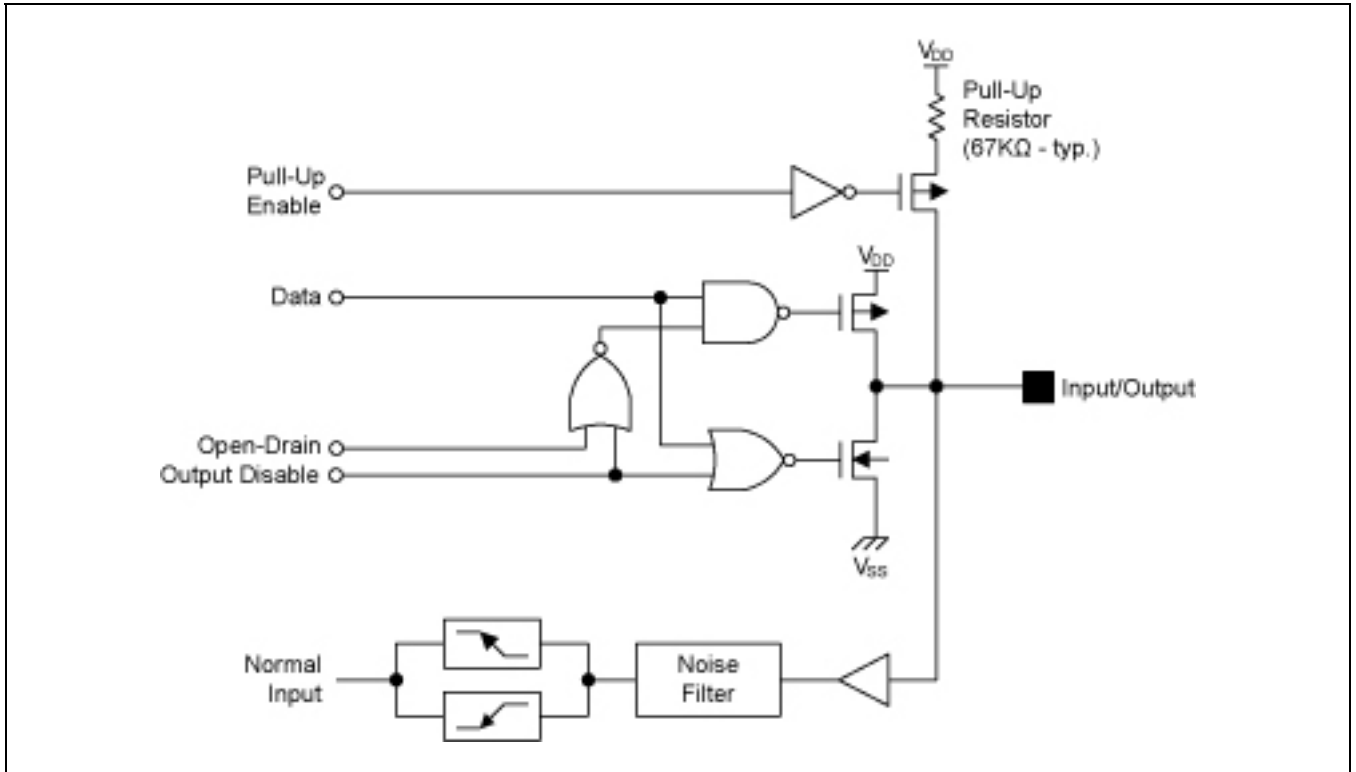 VDD
Pull-Up
Resistor
(67KΩ - typ.)
Pull-Up
Enable
VDD
Data
Input/Output
Open-Drain
Output Disable
VSS
Normal
Input
Noise
Filter